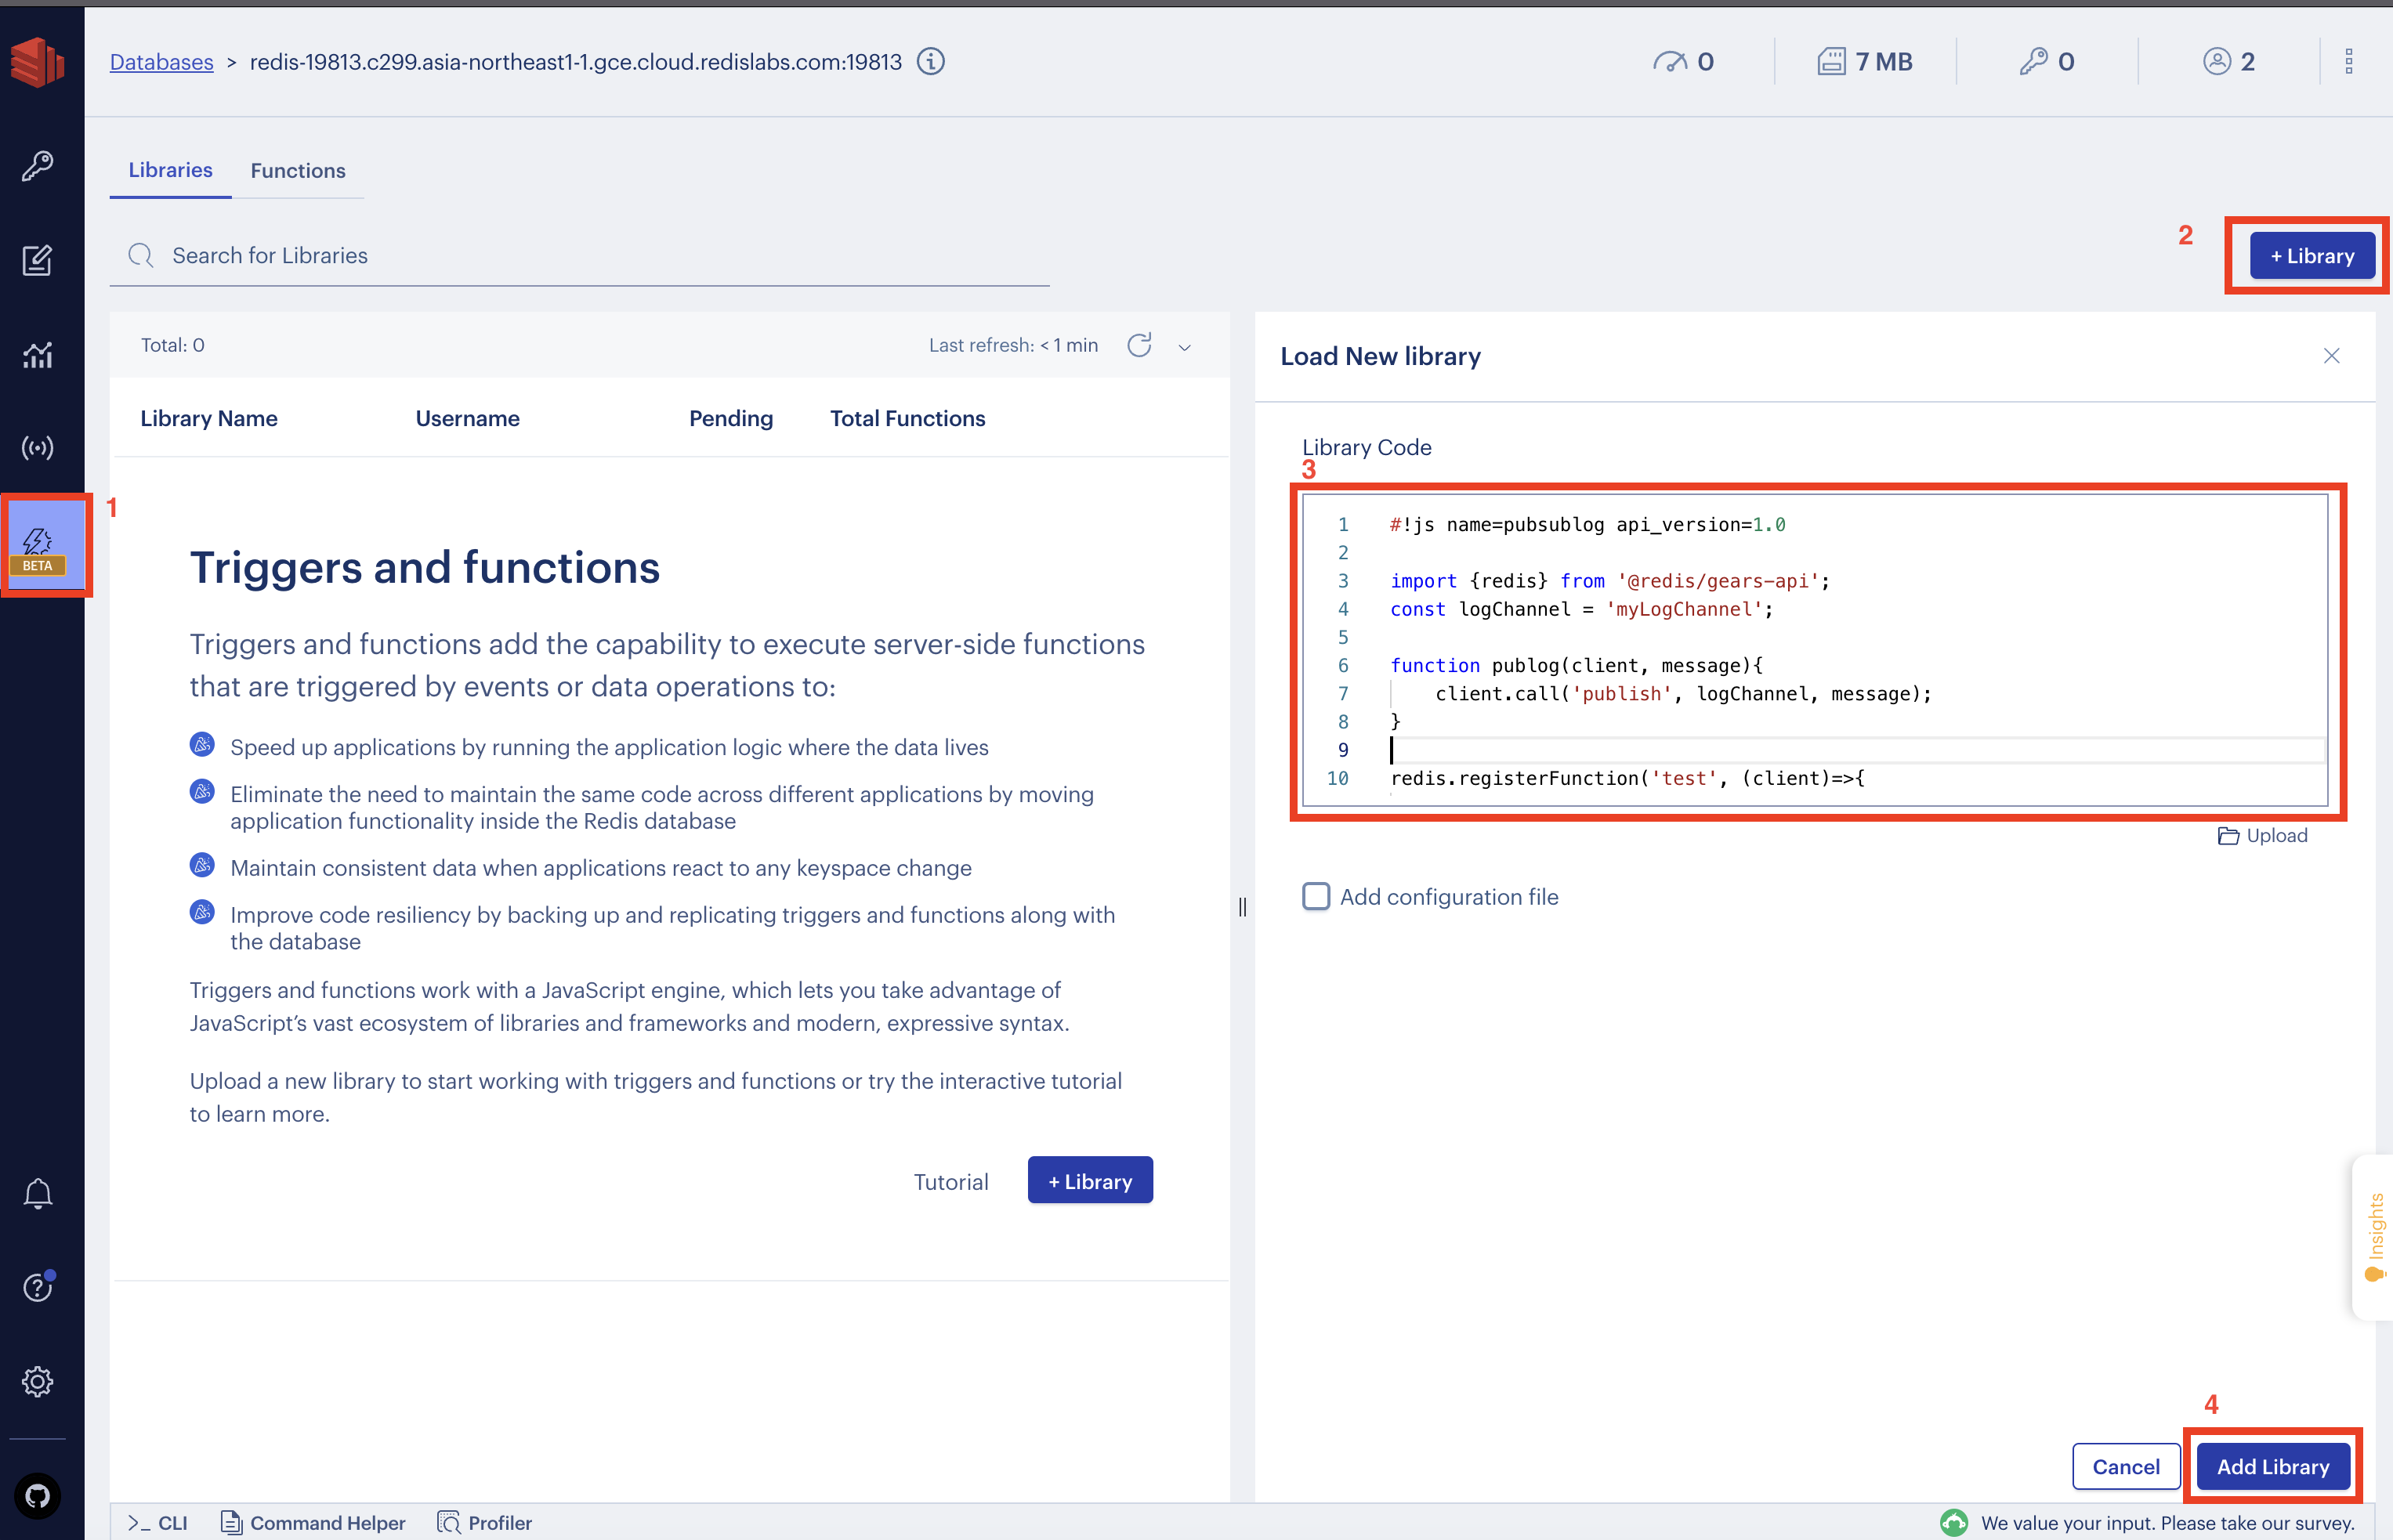 Databases > redis-19813.c299.asia-northeast1-1.gce.cloud.redislabs.com:19813
0
7 MB
0
2
Libraries
Functions
Search for Libraries
2
+ Library
Total: 0
Last refresh: < 1 min
Library Name
Username
Pending
Total Functions
1
BETA
Triggers and functions
Triggers and functions add the capability to execute server-side functions
that are triggered by events or data operations to:
Speed up applications by running the application logic where the data lives
Eliminate the need to maintain the same code across different applications by moving
application functionality inside the Redis database
Maintain consistent data when applications react to any keyspace change
Improve code resiliency by backing up and replicating triggers and functions along with
the database
Triggers and functions work with a JavaScript engine, which lets you take advantage of
JavaScript’s vast ecosystem of libraries and frameworks and modern, expressive syntax.
Upload a new library to start working with triggers and functions or try the interactive tutorial
to learn more.
Tutorial
+ Library
Load New library
Library Code
3
1 #!js name=pubsublog api_version=1.0
2
3 import {redis} from '@redis/gears-api';
4 const logChannel = 'myLogChannel';
5
6 function publog(client, message){
7 client.call('publish', logChannel, message);
8 }
9
10 redis.registerFunction('test', (client)=>{
Upload
Add configuration file
Insights
4
Cancel
Add Library
>_ CLI
Command Helper
Profiler
We value your input. Please take our survey.